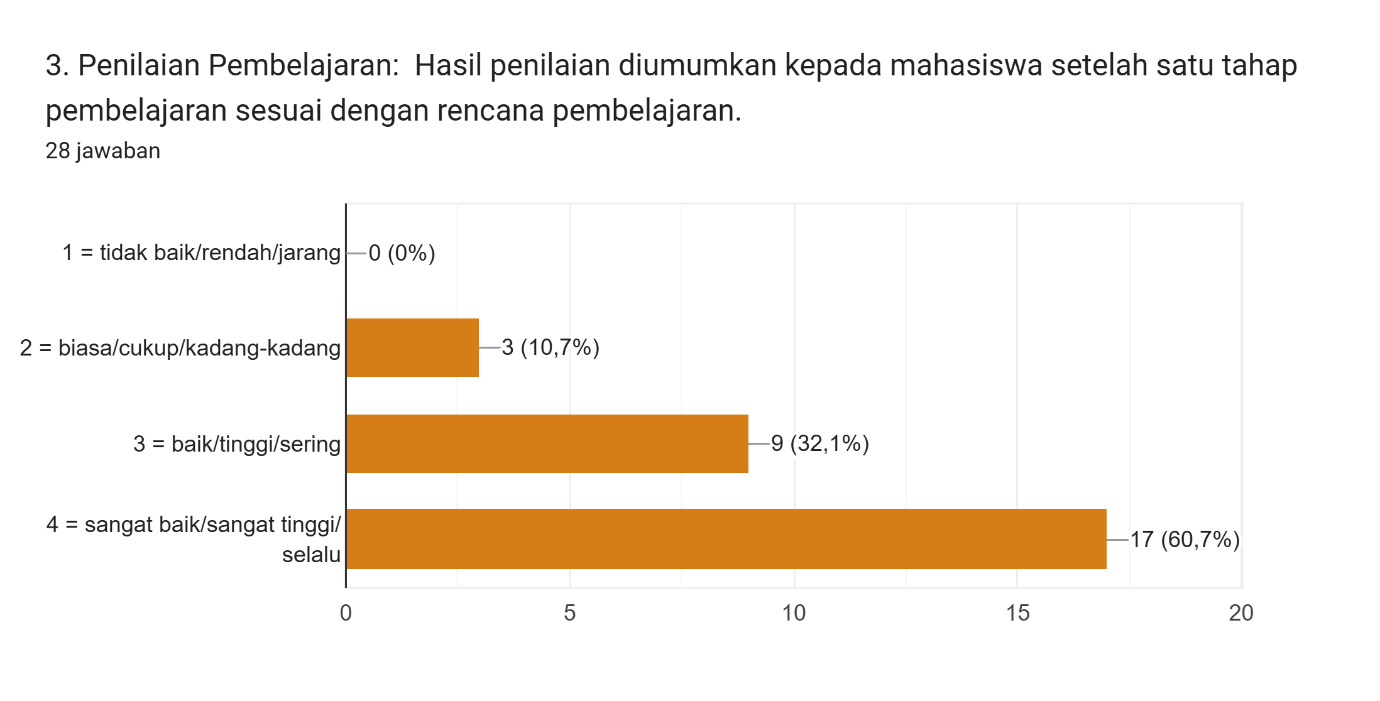 3. Penilaian Pembelajaran:  Hasil penilaian diumumkan kepada mahasiswa setelah satu tahap
pembelajaran sesuai dengan rencana pembelajaran.
28 jawaban
1 = tidak baik/rendah/jarang
0 (0%)
2 = biasa/cukup/kadang-kadang
3 (10,7%)
3 = baik/tinggi/sering
9 (32,1%)
4 = sangat baik/sangat tinggi/
selalu
17 (60,7%)
0 5 10 15 20